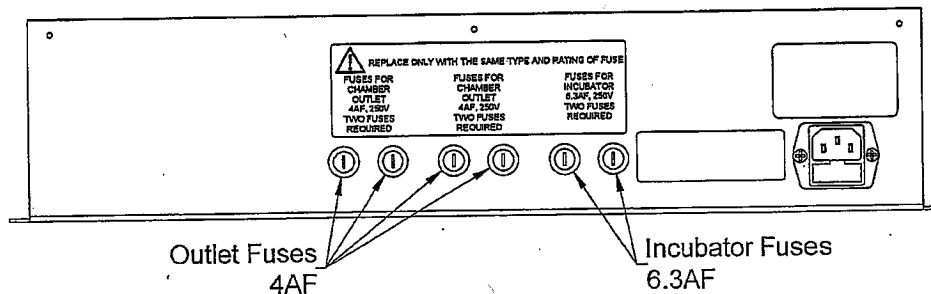 REPLACE ONLY WITH THE SAME TYPE AND RATING OF FUSE
FUSES FOR
CHAMBER
OUTLET
4AF, 250V
TWO FUSES
REQUIRED
FUSES FOR
CHAMBER
OUTLET
4AF, 250V
TWO FUSES
REQUIRED
FUSES FOR
INCUBATOR
6.3AF, 250V
TWO FUSES
REQUIRED
Outlet Fuses
4AF
Incubator Fuses
6.3AF